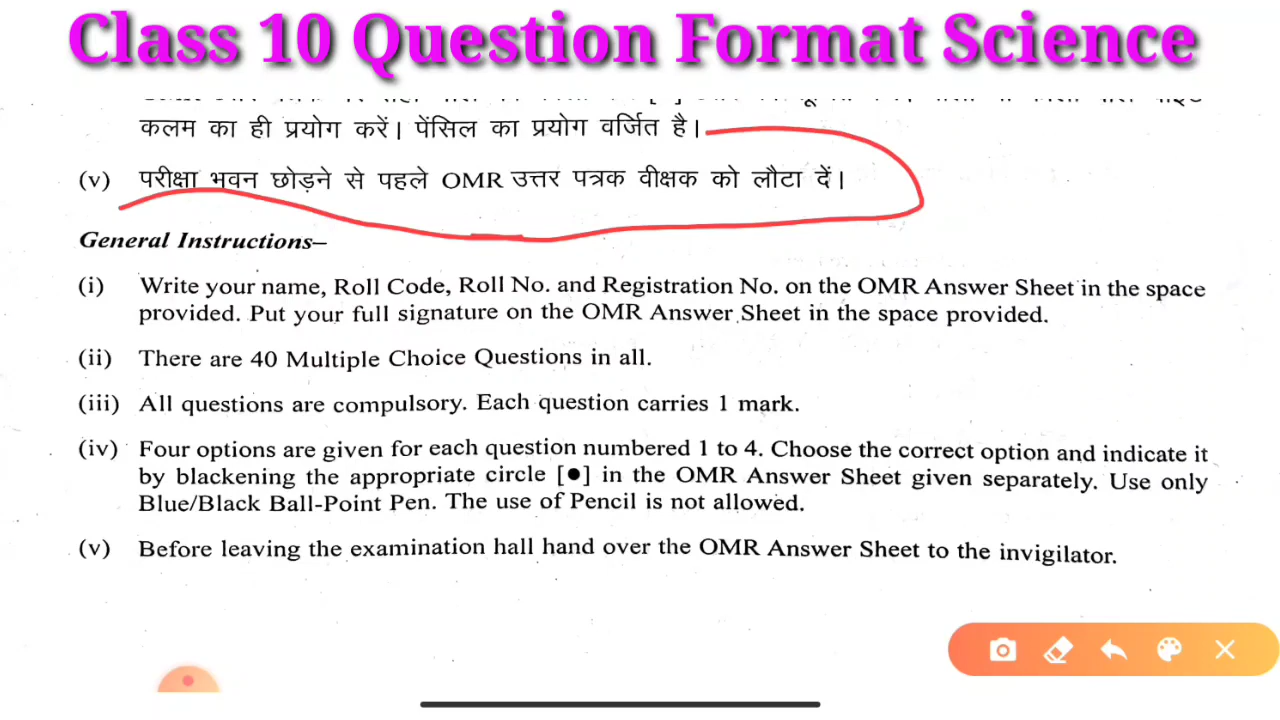 Class 10 Question Format Science
कलम का ही प्रयोग करें। पेंसिल का प्रयोग वर्जित है।
(v) परीक्षा भवन छोड़ने से पहले OMR उत्तर पत्रक वीक्षक को लौटा दें।
General Instructions–
(i) Write your name, Roll Code, Roll No. and Registration No. on the OMR Answer Sheet in the space
provided. Put your full signature on the OMR Answer Sheet in the space provided.
(ii) There are 40 Multiple Choice Questions in all.
(iii) All questions are compulsory. Each question carries 1 mark.
(iv) Four options are given for each question numbered 1 to 4. Choose the correct option and indicate it
by blackening the appropriate circle [●] in the OMR Answer Sheet given separately. Use only
Blue/Black Ball-Point Pen. The use of Pencil is not allowed.
(v) Before leaving the examination hall hand over the OMR Answer Sheet to the invigilator.